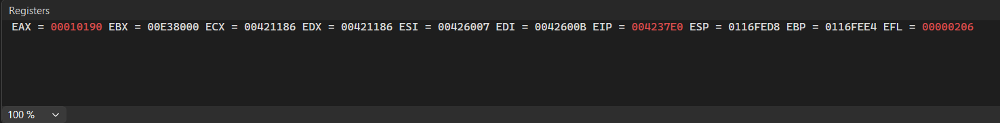 Registers
EAX = 00010190 EBX = 00E38000 ECX = 00421186 EDX = 00421186 ESI = 00426007 EDI = 0042600B EIP = 004237E0 ESP = 0116FED8 EBP = 0116FEE4 EFL = 00000206
100 %